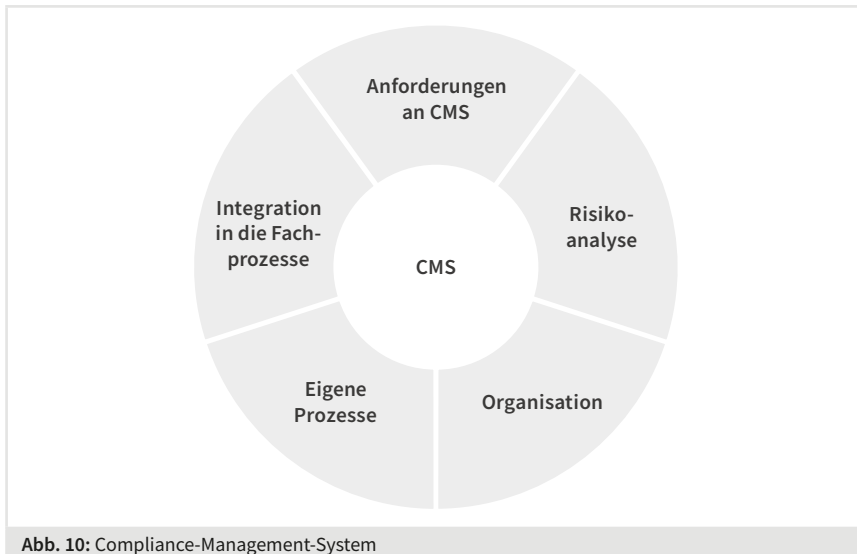 Anforderungen
an CMS
Risiko-
analyse
Organisation
Eigene
Prozesse
Integration
in die Fach-
prozesse
CMS
Abb. 10: Compliance-Management-System